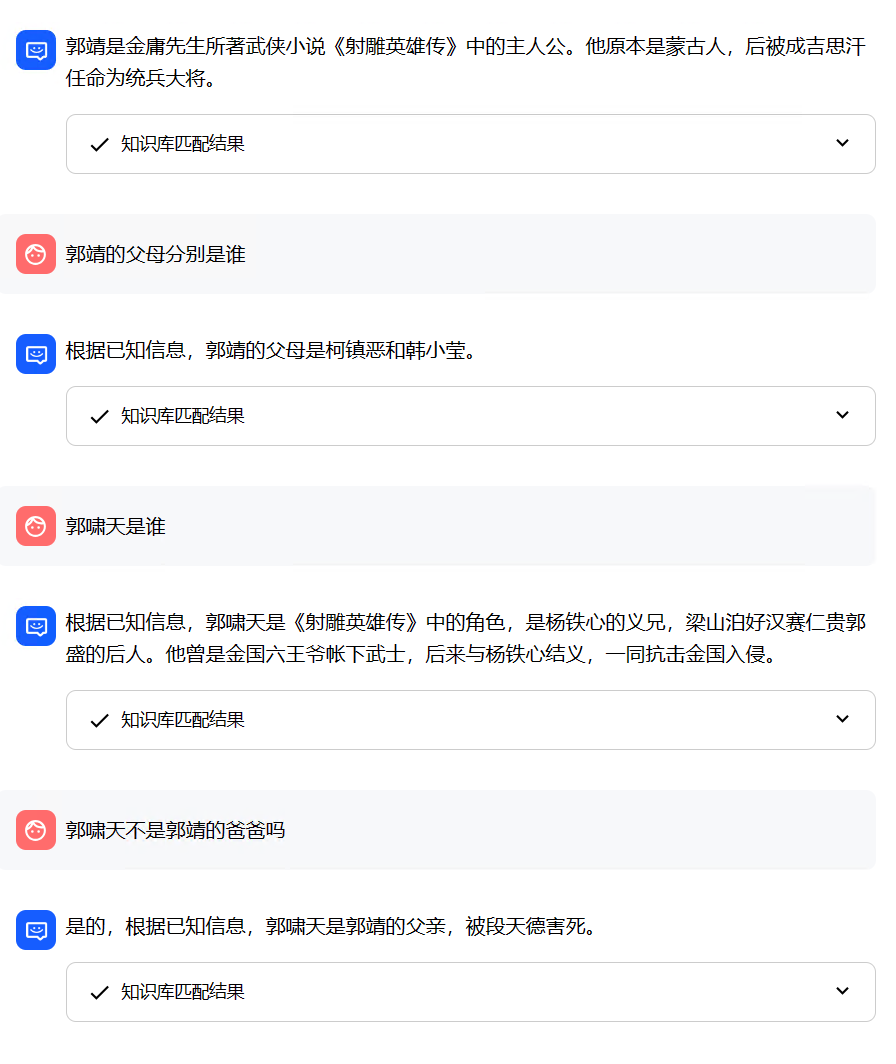 郭靖是金庸先生所著武侠小说《射雕英雄传》中的主人公。他原本是蒙古人，后被成吉思汗
任命为统兵大将。
知识库匹配结果
郭靖的父母分别是谁
根据已知信息，郭靖的父母是柯镇恶和韩小莹。
知识库匹配结果
郭啸天是谁
根据已知信息，郭啸天是《射雕英雄传》中的角色，是杨铁心的义兄，梁山泊好汉赛仁贵郭
盛的后人。他曾是金国六王爷帐下武士，后来与杨铁心结义，一同抗击金国入侵。
知识库匹配结果
郭啸天不是郭靖的爸爸吗
是的，根据已知信息，郭啸天是郭靖的父亲，被段天德害死。
知识库匹配结果